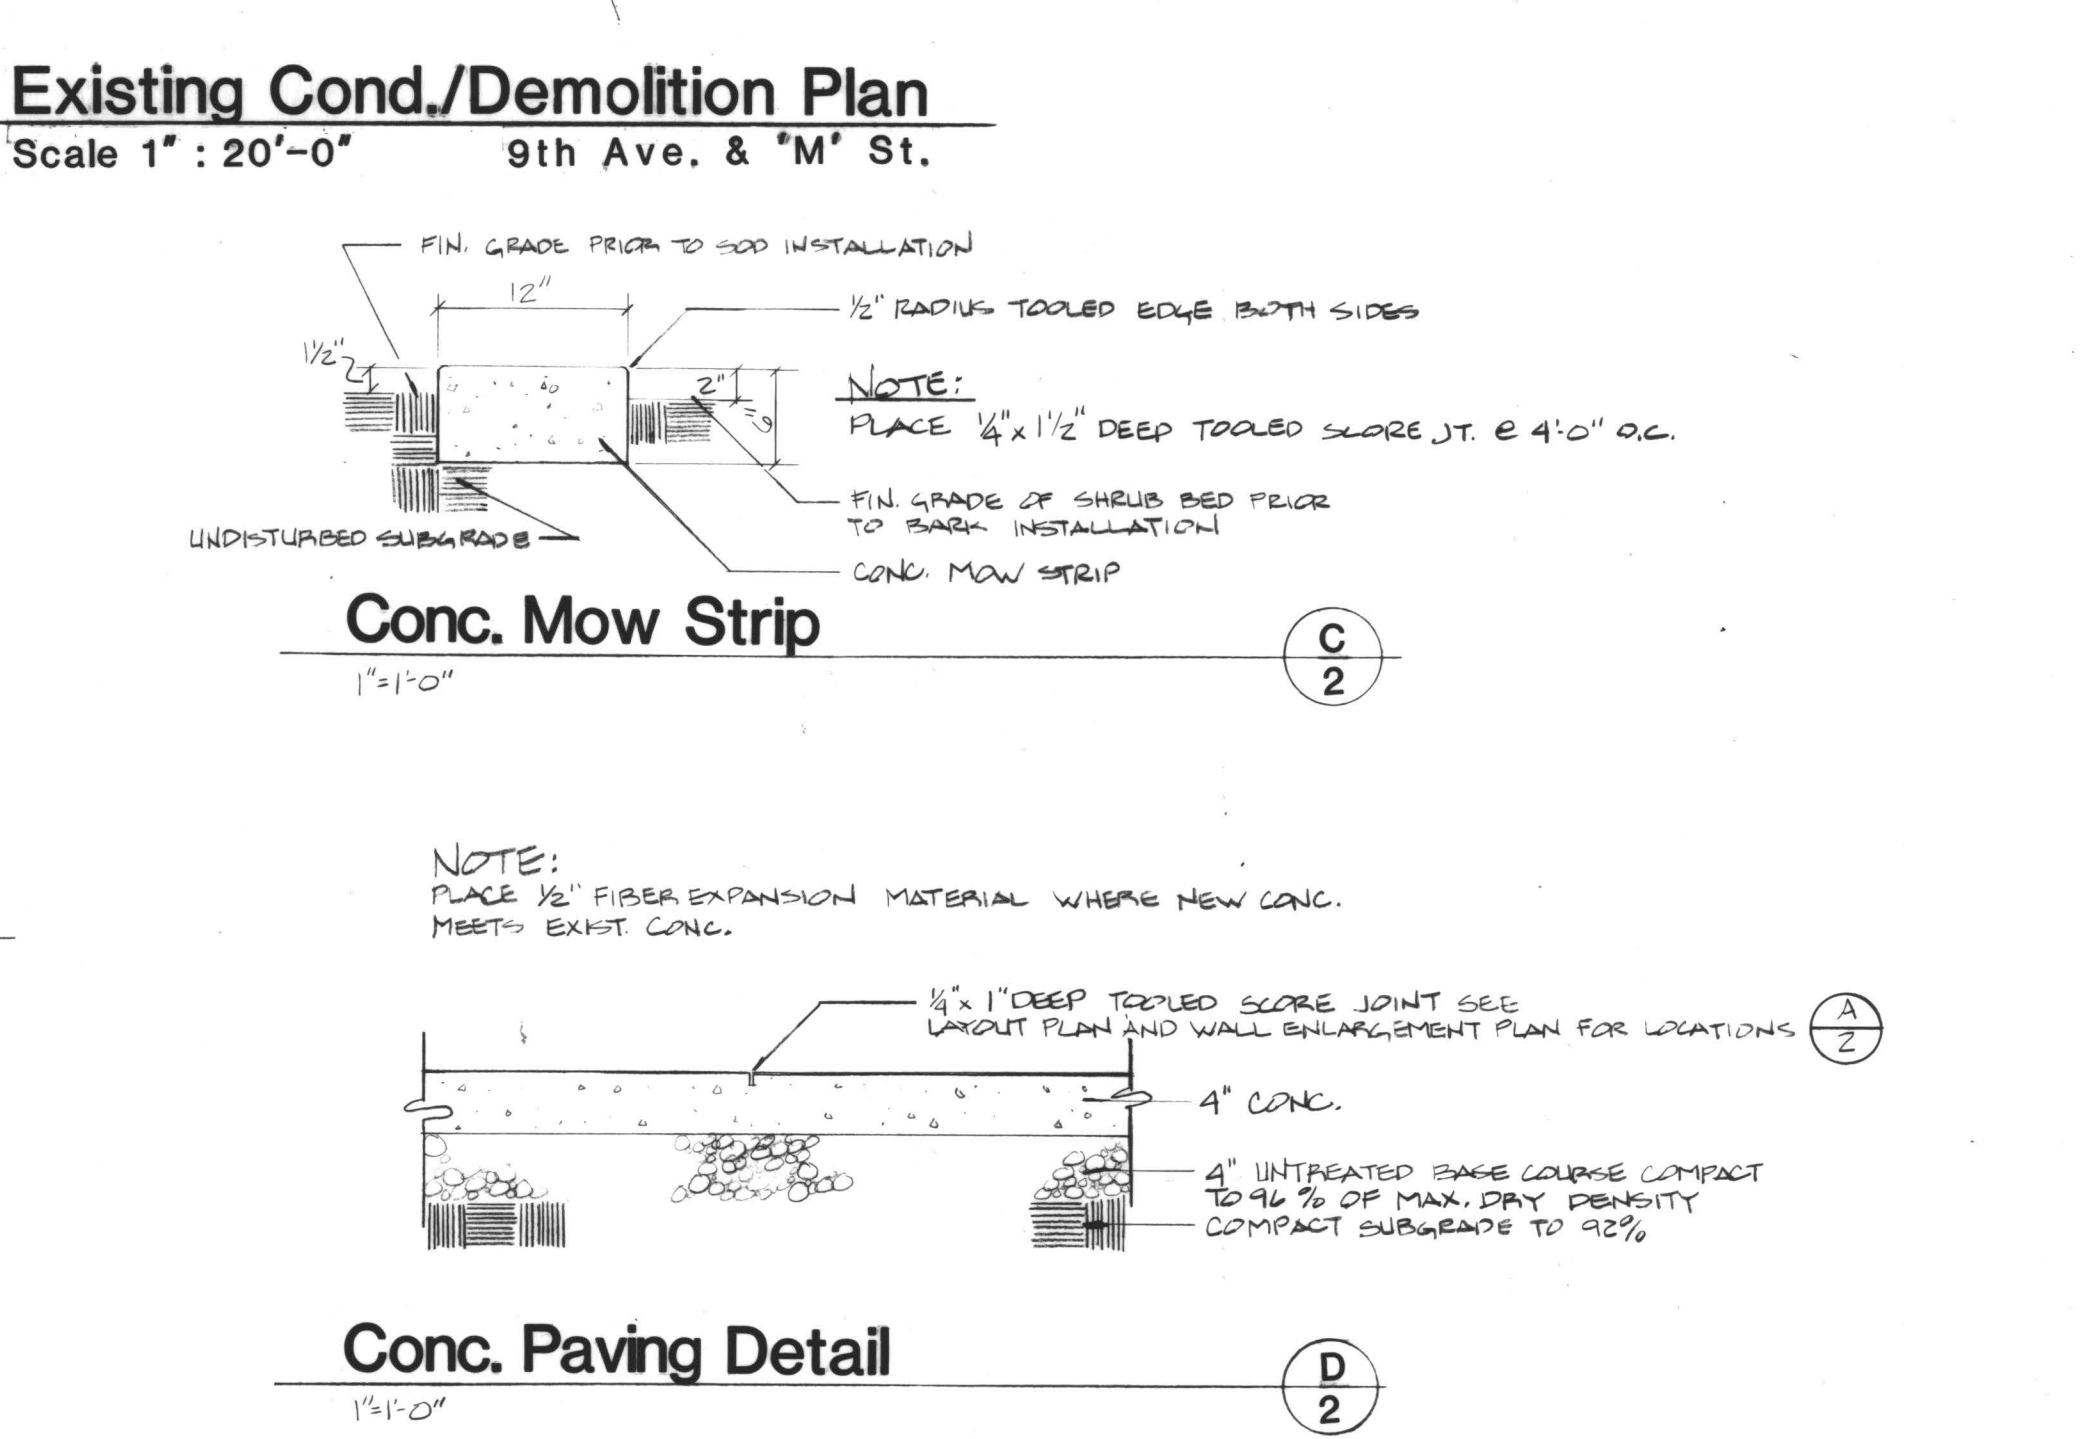 Existing Cond./Demolition Plan
Scale 1" : 20'-0"
9th Ave. & 'M' St.
FIN. GRADE PRIOR TO SOD INSTALLATION
12"
1/2" RADIUS TOOLED EDGE BOTH SIDES
1 1/2"
2"
6"
NOTE:
PLACE 1/4" x 1 1/2" DEEP TOOLED SCORE JT. @ 4'-0" O.C.
FIN. GRADE OF SHRUB BED PRIOR
TO BARK INSTALLATION
UNDISTURBED SUBGRADE
CONC. MOW STRIP
Conc. Mow Strip
C
2
1"=1'-0"
NOTE:
PLACE 1/2" FIBER EXPANSION MATERIAL WHERE NEW CONC.
MEETS EXIST. CONC.
1/4" x 1" DEEP TOOLED SCORE JOINT SEE
LAYOUT PLAN AND WALL ENLARGEMENT PLAN FOR LOCATIONS
A
2
4" CONC.
4" UNTREATED BASE COURSE COMPACT
TO 96% OF MAX. DRY DENSITY
COMPACT SUBGRADE TO 92%
Conc. Paving Detail
D
2
1"=1'-0"